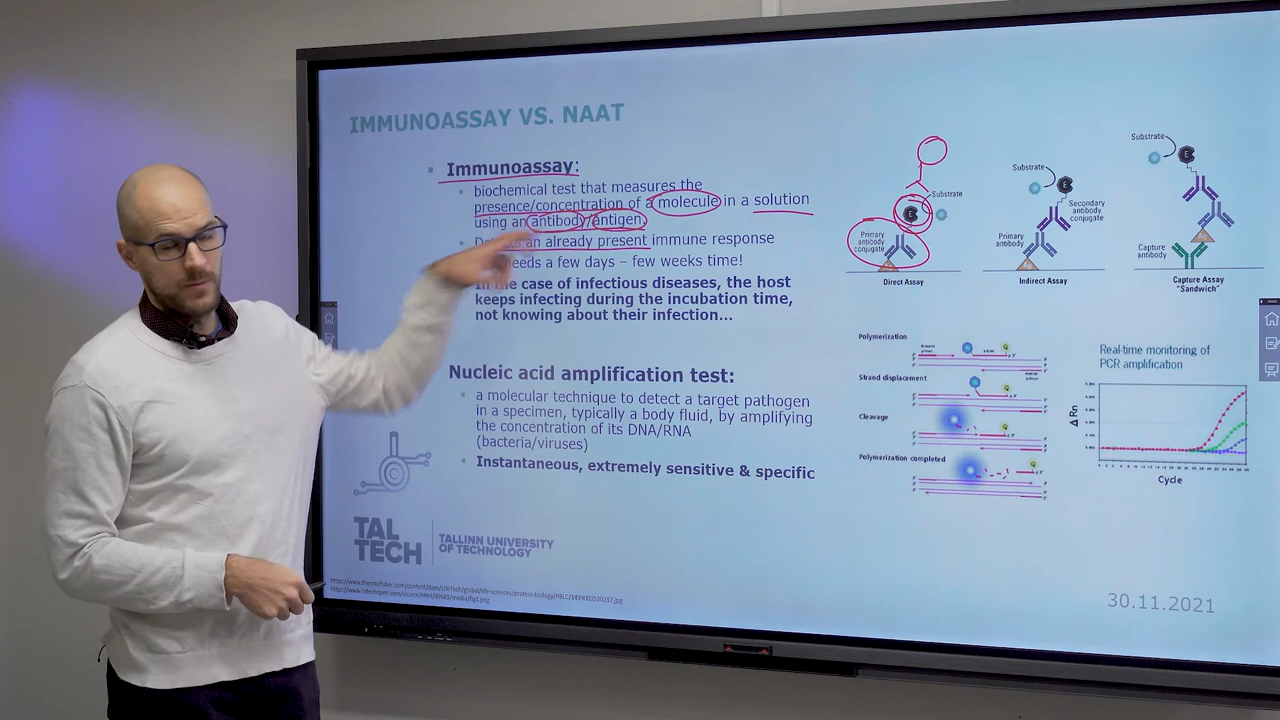 IMMUNOASSAY VS. NAAT
Immunoassay:
biochemical test that measures the
presence/concentration of a molecule in a solution
using an antibody/antigen.
an already present immune response
needs a few days – few weeks time!
In the case of infectious diseases, the host
keeps infecting during the incubation time,
not knowing about their infection…
Nucleic acid amplification test:
a molecular technique to detect a target pathogen
in a specimen, typically a body fluid, by amplifying
the concentration of its DNA/RNA
(bacteria/viruses)
Instantaneous, extremely sensitive & specific
TAL
TECH
TALLINN UNIVERSITY
OF TECHNOLOGY
Substrate
E
Primary
antibody
conjugate
Direct Assay
Substrate
E
Secondary
antibody
conjugate
Primary
antibody
Indirect Assay
Substrate
E
Capture
antibody
Capture Assay
"Sandwich"
Polymerization
Strand displacement
Cleavage
Polymerization completed
Real-time monitoring of
PCR amplification
Δ Rn
Cycle
30.11.2021